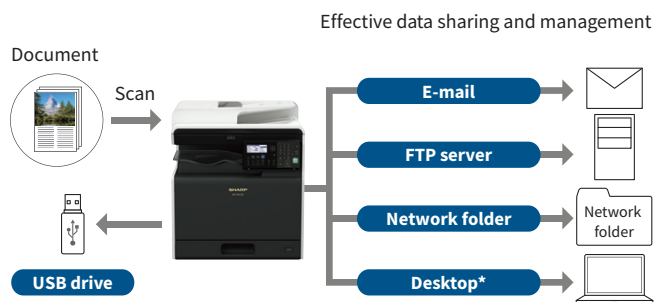 Effective data sharing and management
Document
Scan
E-mail
FTP server
SHARP
Network folder
Network
folder
USB drive
Desktop*